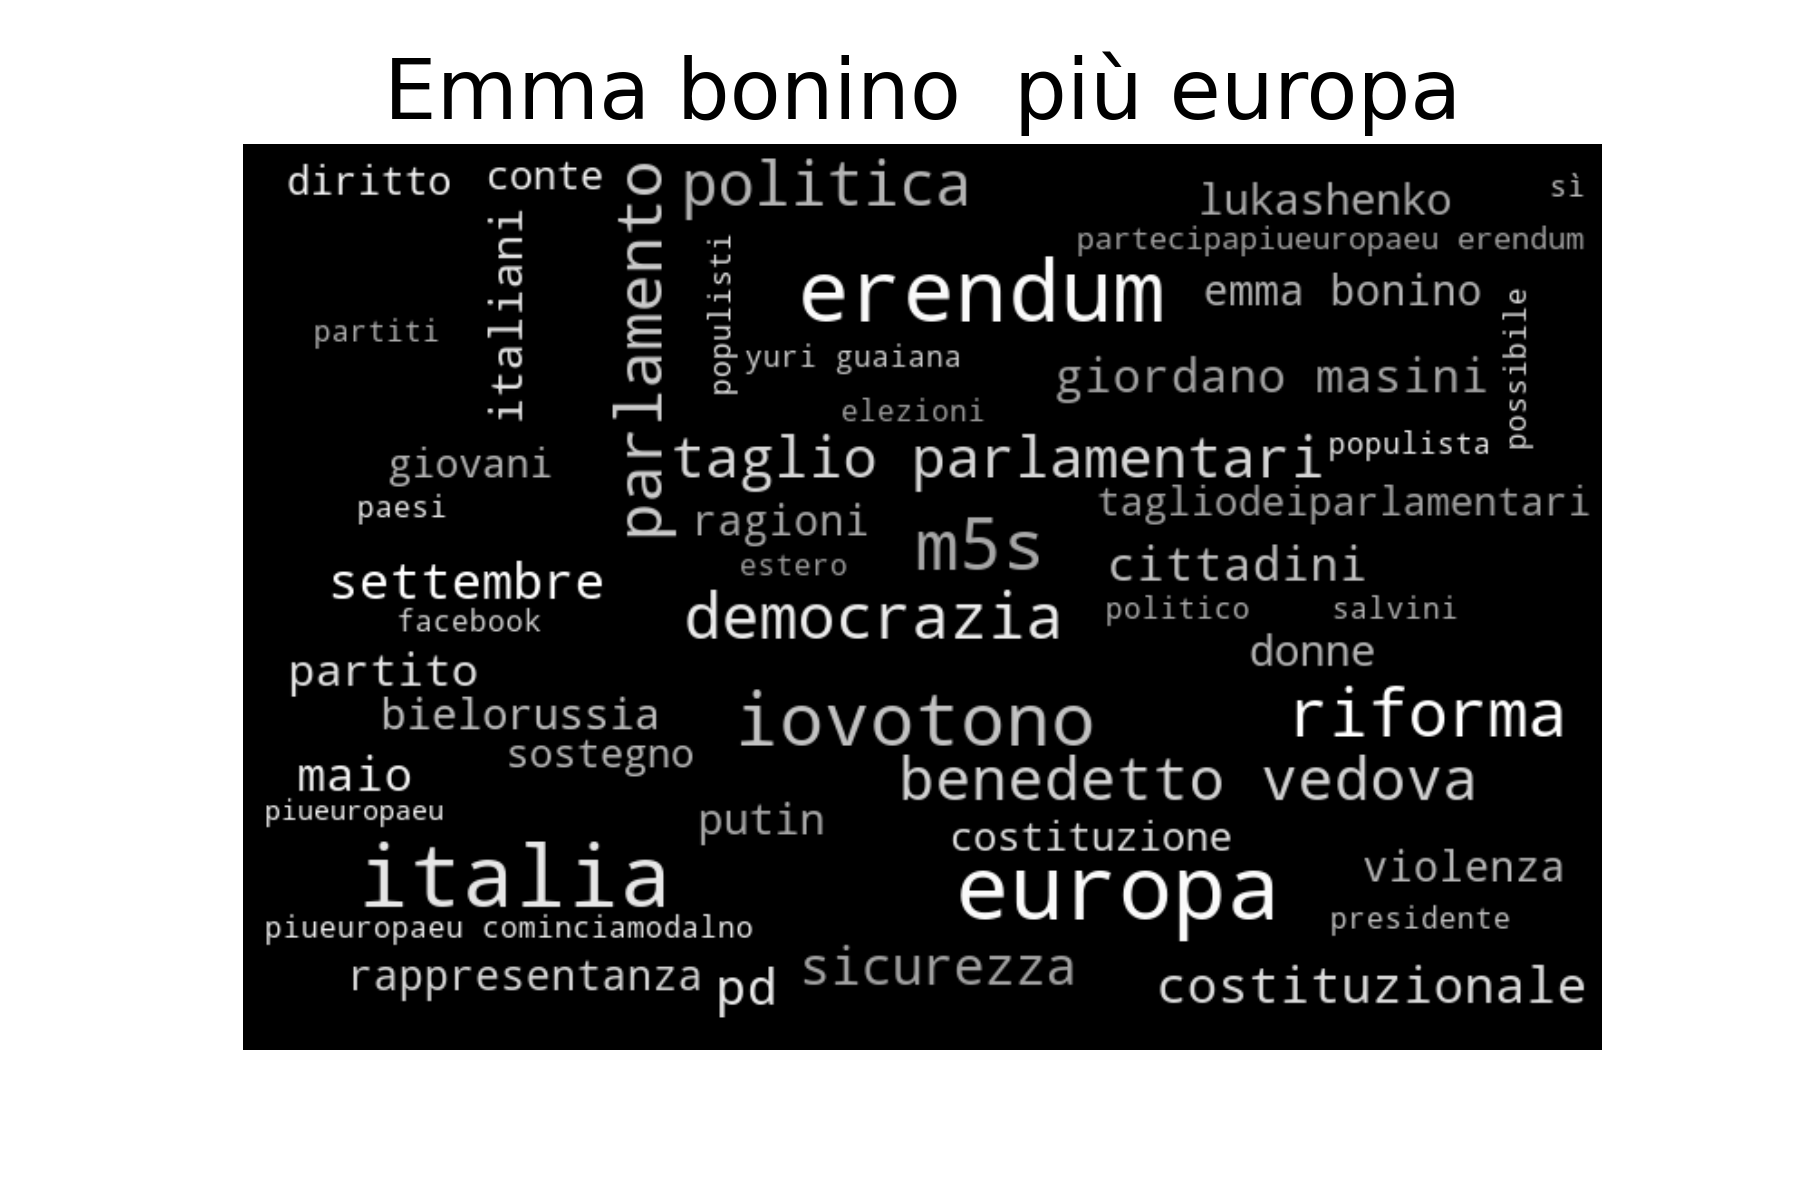 Emma bonino  più europa
diritto
conte
politica
parlamento
lukashenko
sì
italiani
partecipapiueuropaeu erendum
populisti
erendum
emma bonino
possibile
partiti
yuri guaiana
giordano masini
elezioni
giovani
taglio parlamentari
populista
paesi
ragioni
m5s
tagliodeiparlamentari
estero
cittadini
settembre
facebook
democrazia
politico
salvini
donne
partito
bielorussia
iovotono
riforma
sostegno
maio
benedetto vedova
piueuropaeu
putin
costituzione
italia
europa
violenza
piueuropaeu cominciamodalno
presidente
rappresentanza
pd
sicurezza
costituzionale